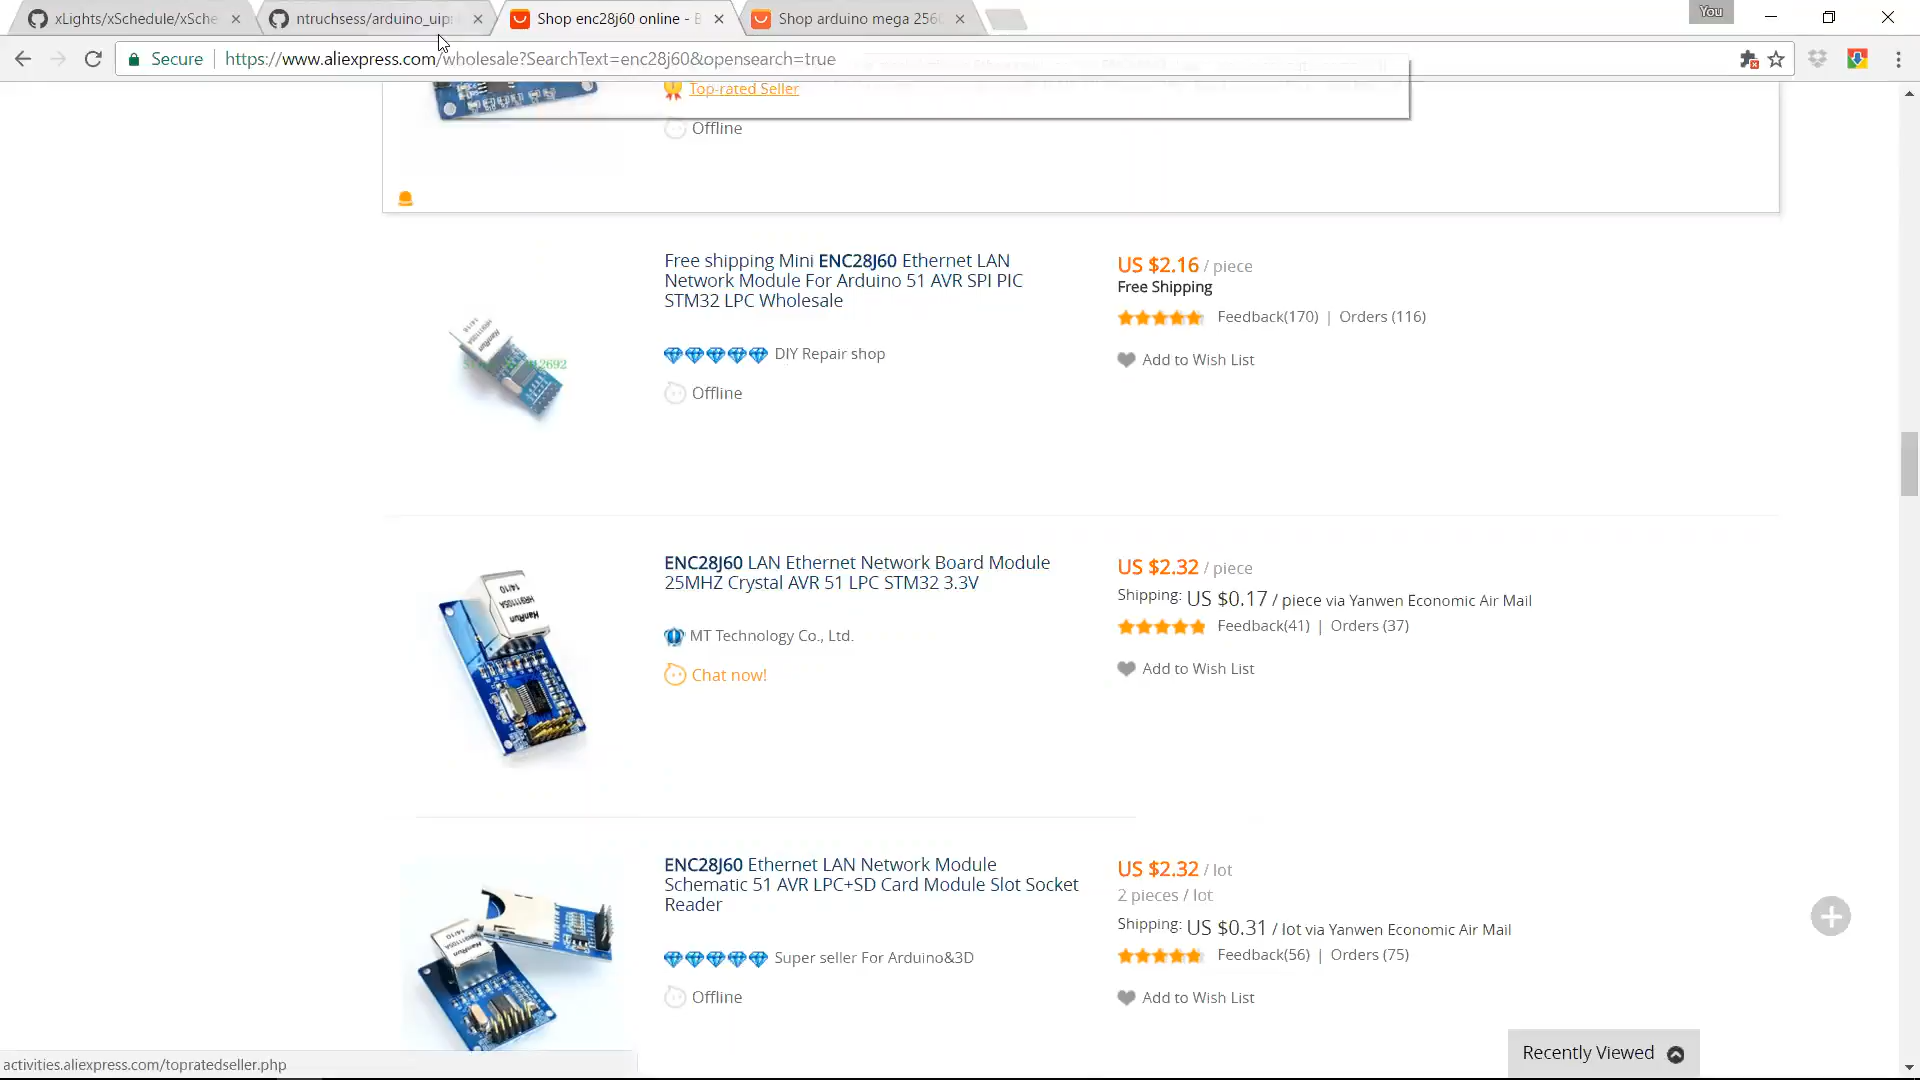 xLights/xSchedule/xSche
ntruchsess/arduino_uip
Shop enc28j60 online -
Shop arduino mega 256
You
Secure
https://www.aliexpress.com/wholesale?SearchText=enc28j60&opensearch=true
Top-rated Seller
Offline
Free shipping Mini ENC28J60 Ethernet LAN
Network Module For Arduino 51 AVR SPI PIC
STM32 LPC Wholesale
DIY Repair shop
Offline
US $2.16 / piece
Free Shipping
Feedback(170) | Orders (116)
Add to Wish List
ENC28J60 LAN Ethernet Network Board Module
25MHZ Crystal AVR 51 LPC STM32 3.3V
MT Technology Co., Ltd.
Chat now!
US $2.32 / piece
Shipping: US $0.17 / piece via Yanwen Economic Air Mail
Feedback(41) | Orders (37)
Add to Wish List
14/10
HR911105A
HanRun
ENC28J60 Ethernet LAN Network Module
Schematic 51 AVR LPC+SD Card Module Slot Socket
Reader
Super seller For Arduino&3D
Offline
US $2.32 / lot
2 pieces / lot
Shipping: US $0.31 / lot via Yanwen Economic Air Mail
Feedback(56) | Orders (75)
Add to Wish List
Recently Viewed
activities.aliexpress.com/topratedseller.php